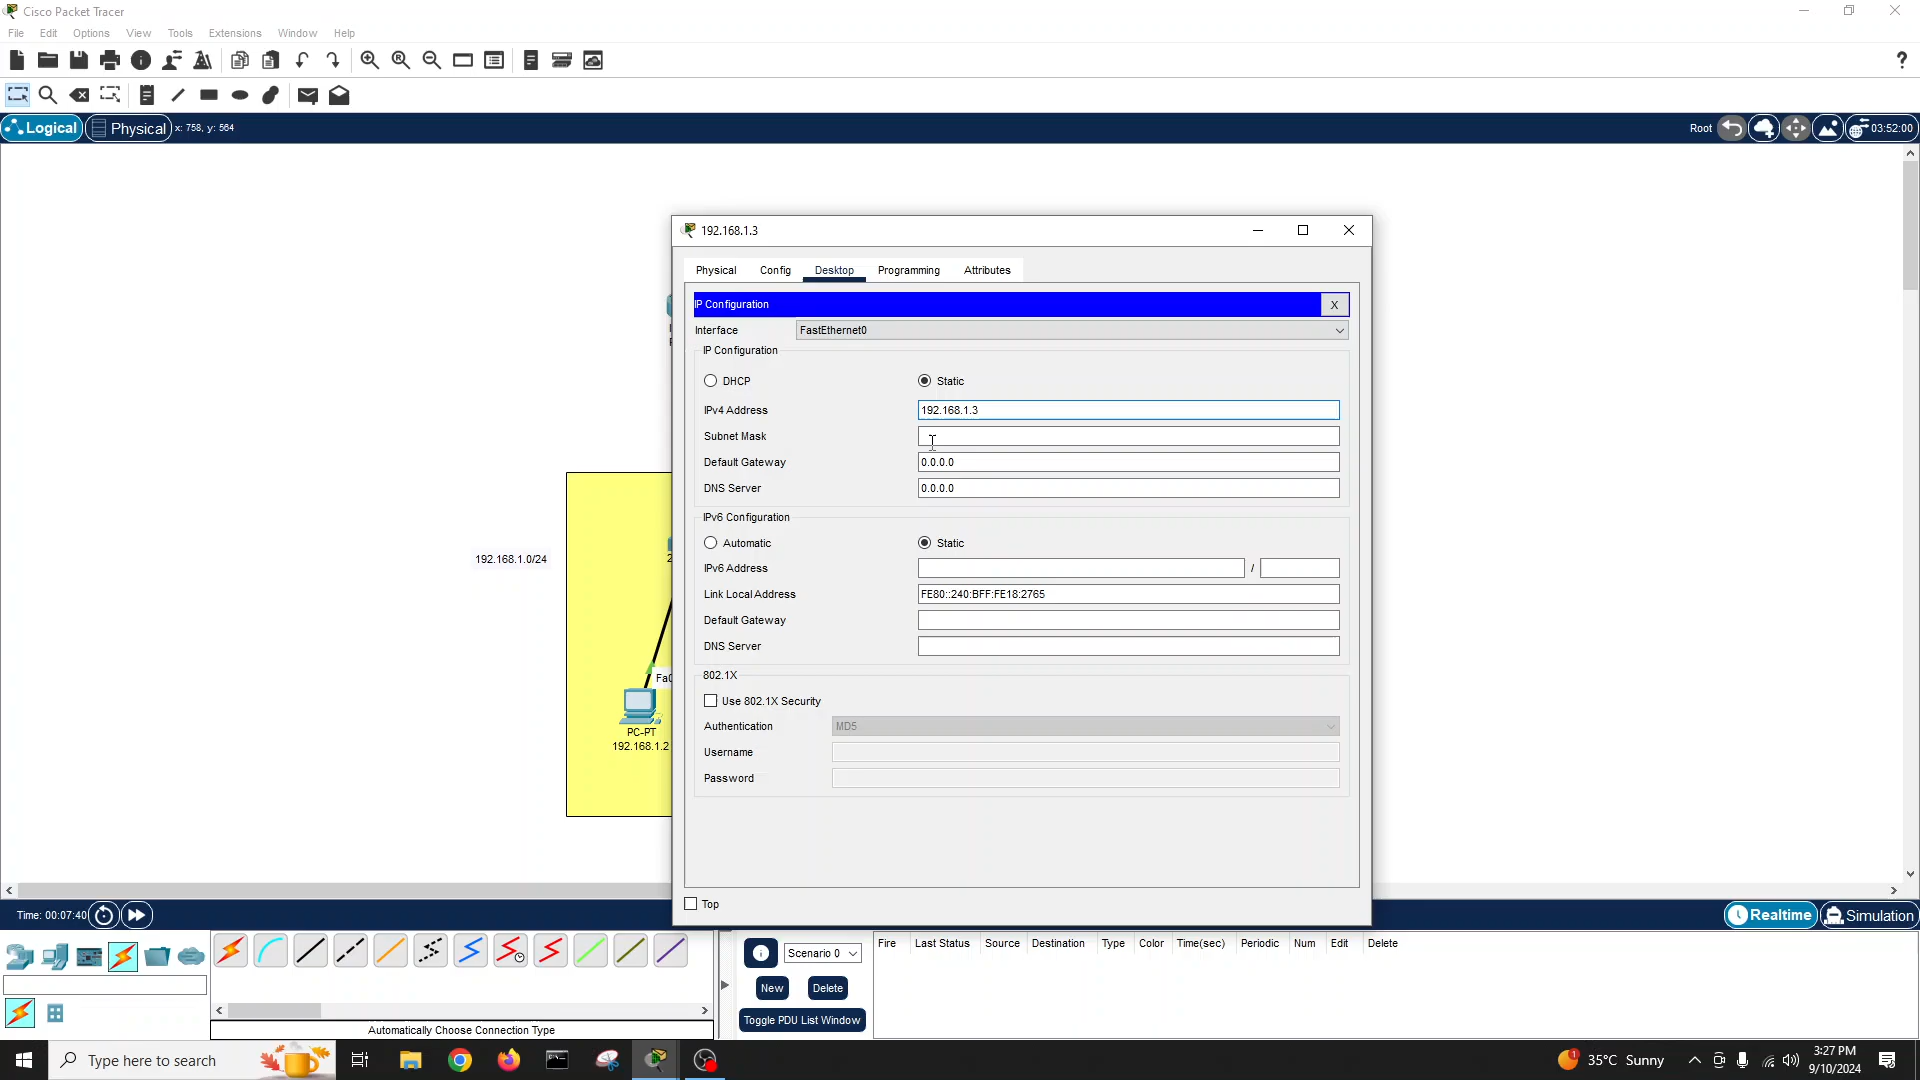 Cisco Packet Tracer
File Edit Options View Tools Extensions Window Help
Logical Physical x: 758, y: 564
Root 03:52:00
192.168.1.3
Physical Config Desktop Programming Attributes
IP Configuration X
Interface FastEthernet0
IP Configuration
DHCP Static
IPv4 Address 192.168.1.3
Subnet Mask
Default Gateway 0.0.0.0
DNS Server 0.0.0.0
IPv6 Configuration
Automatic Static
IPv6 Address /
Link Local Address FE80::240:BFF:FE18:2765
Default Gateway
DNS Server
802.1X
Use 802.1X Security
Authentication MD5
Username
Password
Top
192.168.1.0/24
PC-PT
192.168.1.2
Time: 00:07:40
Realtime Simulation
Automatically Choose Connection Type
Scenario 0
New Delete
Toggle PDU List Window
Fire Last Status Source Destination Type Color Time(sec) Periodic Num Edit Delete
Type here to search
1 35°C Sunny
3:27 PM
9/10/2024